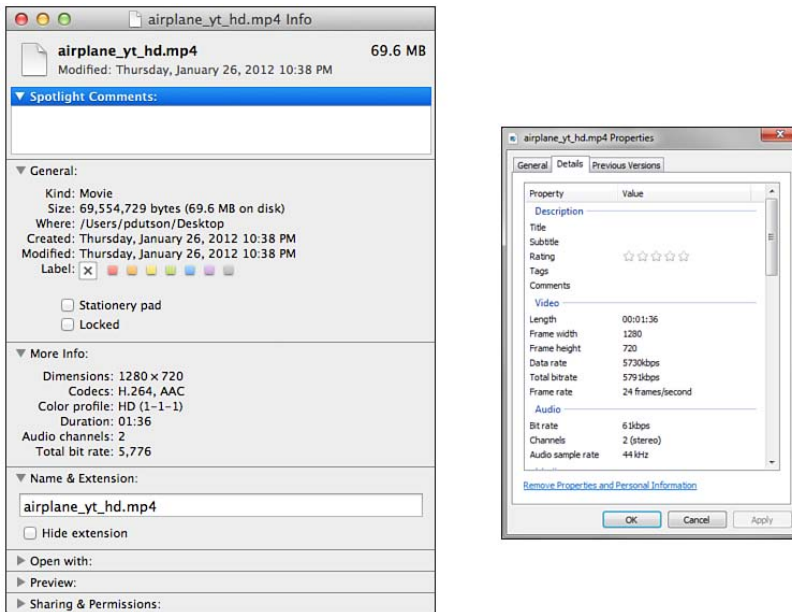 airplane_yt_hd.mp4 Info
airplane_yt_hd.mp4 69.6 MB
Modified: Thursday, January 26, 2012 10:38 PM
Spotlight Comments:
General:
Kind: Movie
Size: 69,554,729 bytes (69.6 MB on disk)
Where: /Users/pdutson/Desktop
Created: Thursday, January 26, 2012 10:38 PM
Modified: Thursday, January 26, 2012 10:38 PM
Label:
Stationery pad
Locked
More Info:
Dimensions: 1280 × 720
Codecs: H.264, AAC
Color profile: HD (1-1-1)
Duration: 01:36
Audio channels: 2
Total bit rate: 5,776
Name & Extension:
airplane_yt_hd.mp4
Hide extension
Open with:
Preview:
Sharing & Permissions:
airplane_yt_hd.mp4 Properties
General Details Previous Versions
Property Value
Description
Title
Subtitle
Rating
Tags
Comments
Video
Length 00:01:36
Frame width 1280
Frame height 720
Data rate 5730kbps
Total bitrate 5791kbps
Frame rate 24 frames/second
Audio
Bit rate 61kbps
Channels 2 (stereo)
Audio sample rate 44 kHz
Remove Properties and Personal Information
OK Cancel Apply